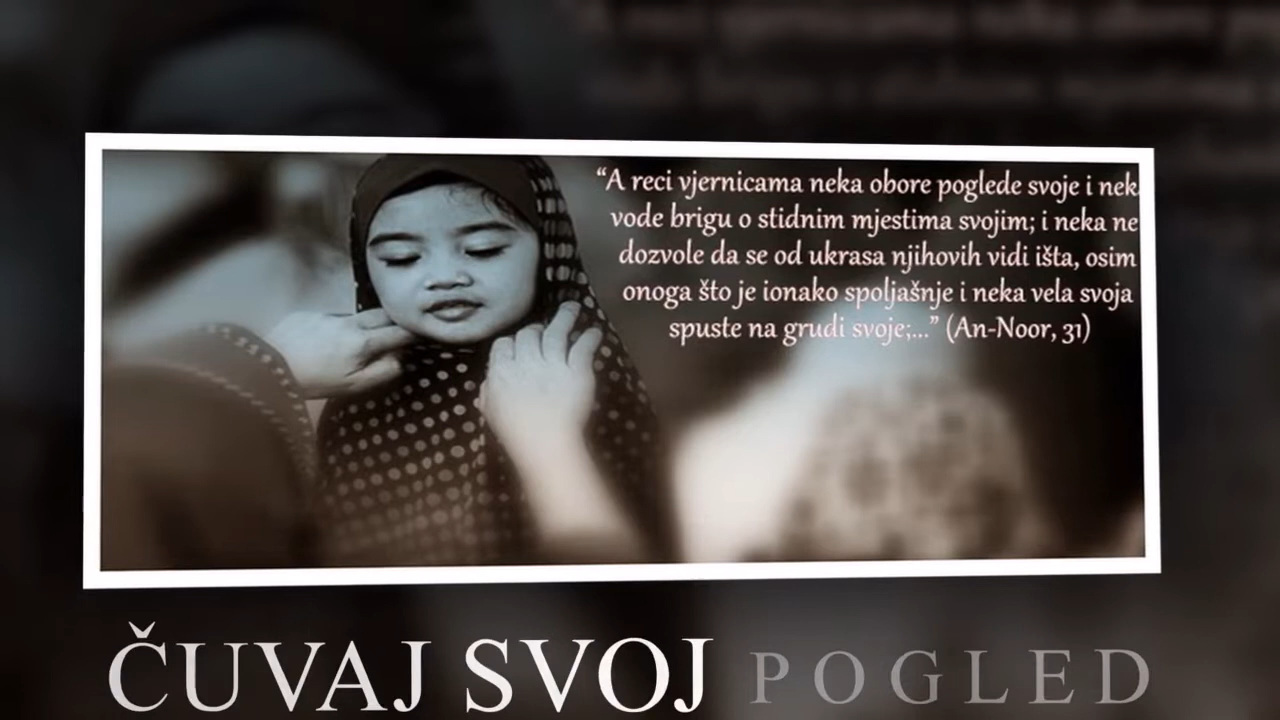 “A reci vjernicama neka obore poglede svoje i nek
vode brigu o stidnim mjestima svojim; i neka ne
dozvole da se od ukrasa njihovih vidi išta, osim
onoga što je ionako spoljašnje i neka vela svoja
spuste na grudi svoje;...” (An-Noor, 31)
ČUVAJ SVOJ POGLED